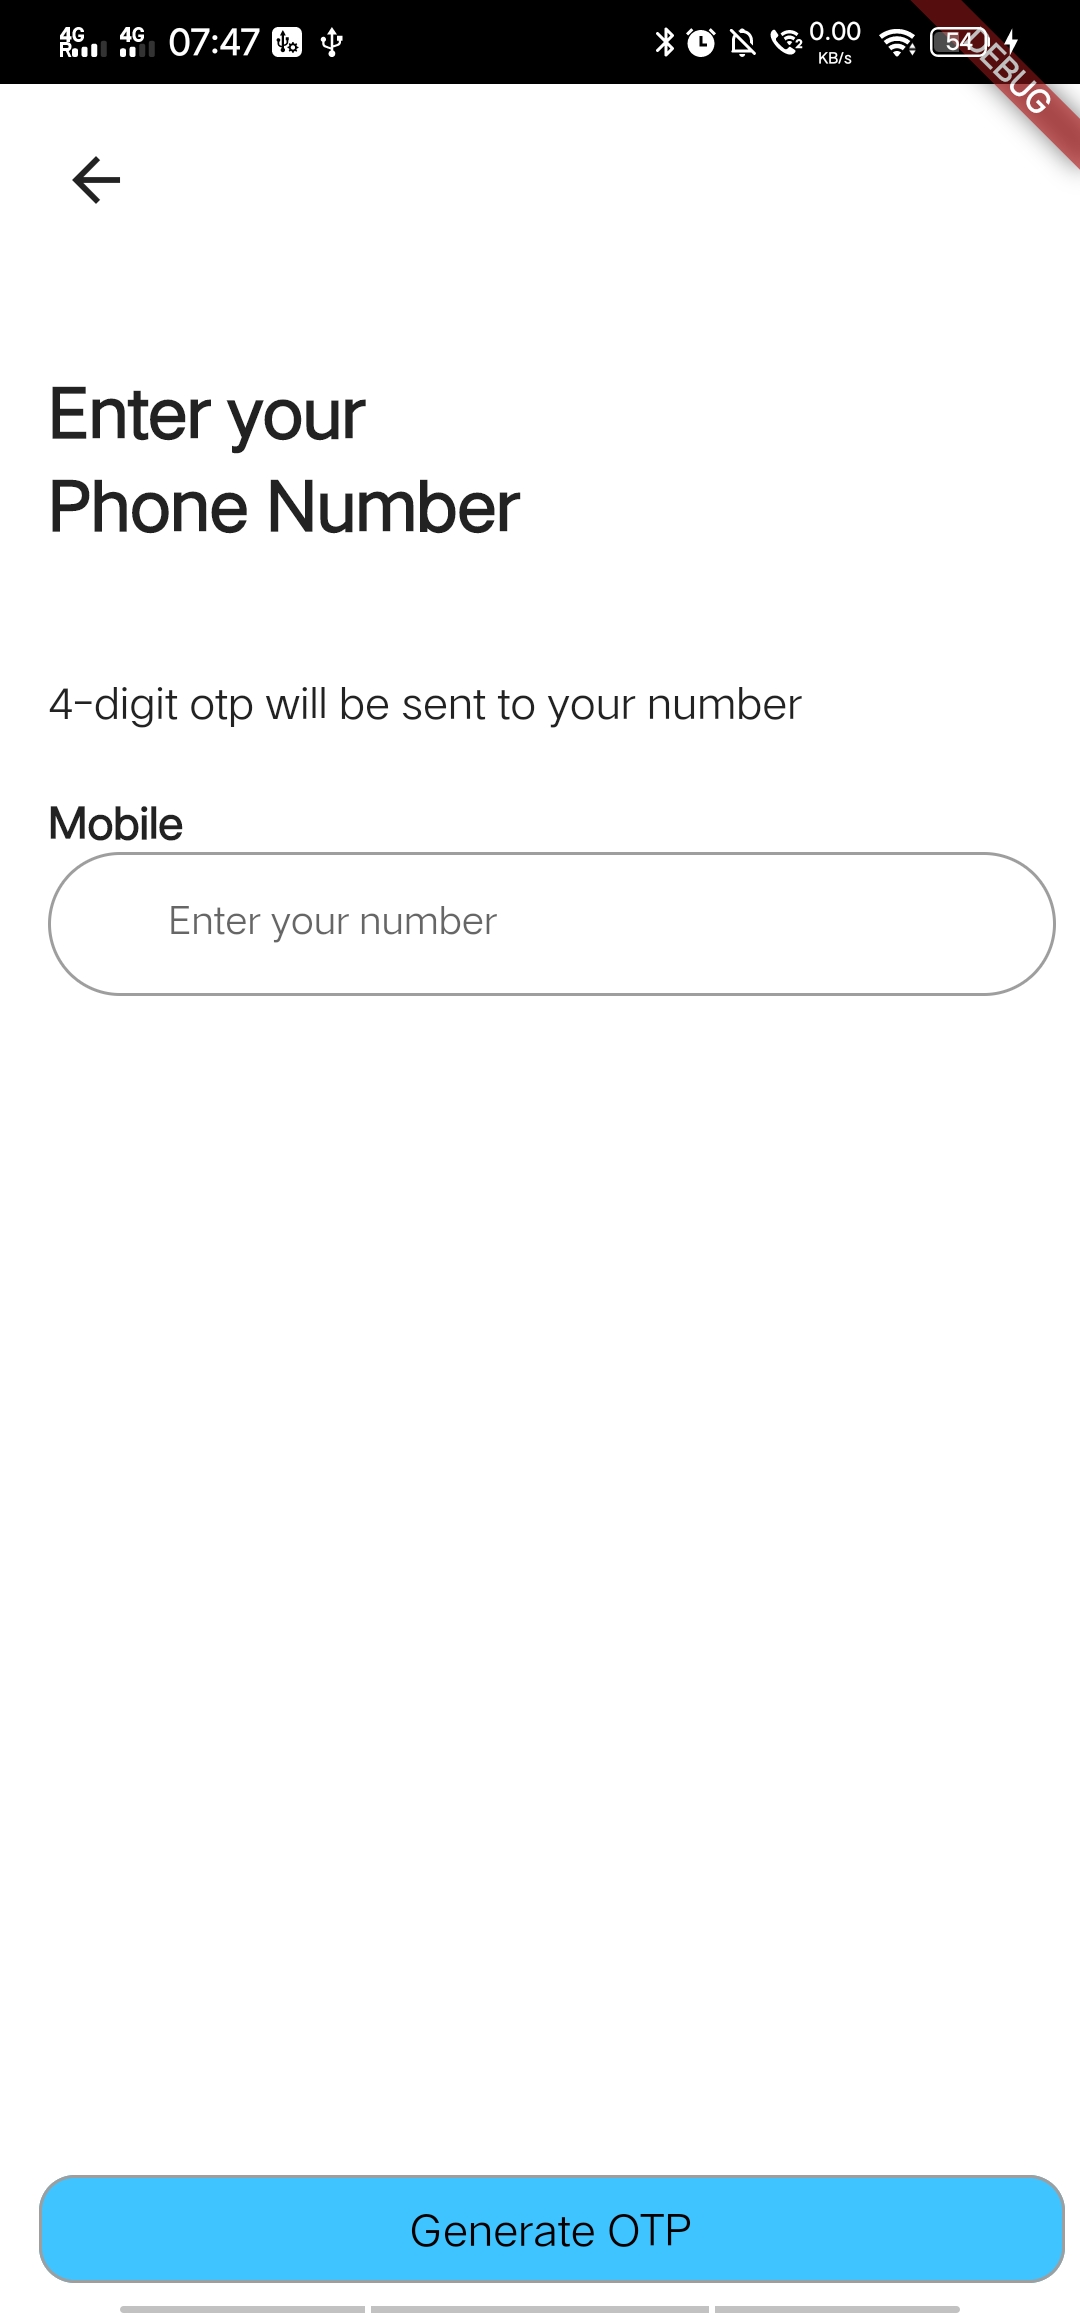 4G R 4G 07:47 2 0.00 KB/s 54
DEBUG
Enter your
Phone Number
4-digit otp will be sent to your number
Mobile
Enter your number
Generate OTP